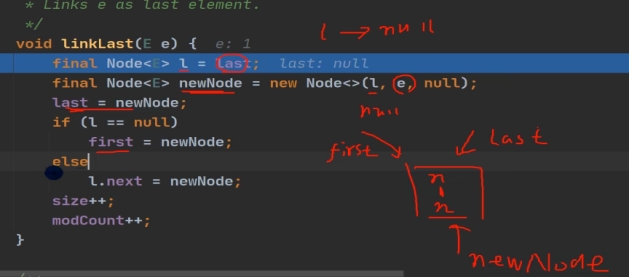 * Links e as last element.
*/
void linkLast(E e) {  e: 1
final Node<E> l = last;  last: null
final Node<E> newNode = new Node<>(l, e, null);
last = newNode;
if (l == null)
first = newNode;
else
l.next = newNode;
size++;
modCount++;
}
l → null
null
first
Last
n
n
newNode